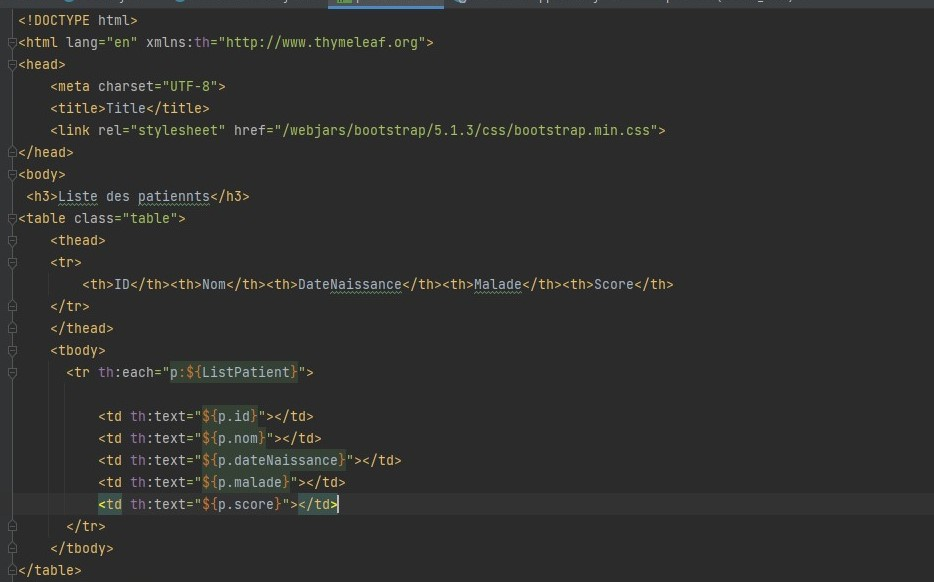 <!DOCTYPE html>
<html lang="en" xmlns:th="http://www.thymeleaf.org">
<head>
    <meta charset="UTF-8">
    <title>Title</title>
    <link rel="stylesheet" href="/webjars/bootstrap/5.1.3/css/bootstrap.min.css">
</head>
<body>
 <h3>Liste des patiennts</h3>
<table class="table">
    <thead>
    <tr>
        <th>ID</th><th>Nom</th><th>DateNaissance</th><th>Malade</th><th>Score</th>
    </tr>
    </thead>
    <tbody>
      <tr th:each="p:${ListPatient}">
          <td th:text="${p.id}"></td>
          <td th:text="${p.nom}"></td>
          <td th:text="${p.dateNaissance}"></td>
          <td th:text="${p.malade}"></td>
          <td th:text="${p.score}"></td>
      </tr>
    </tbody>
</table>